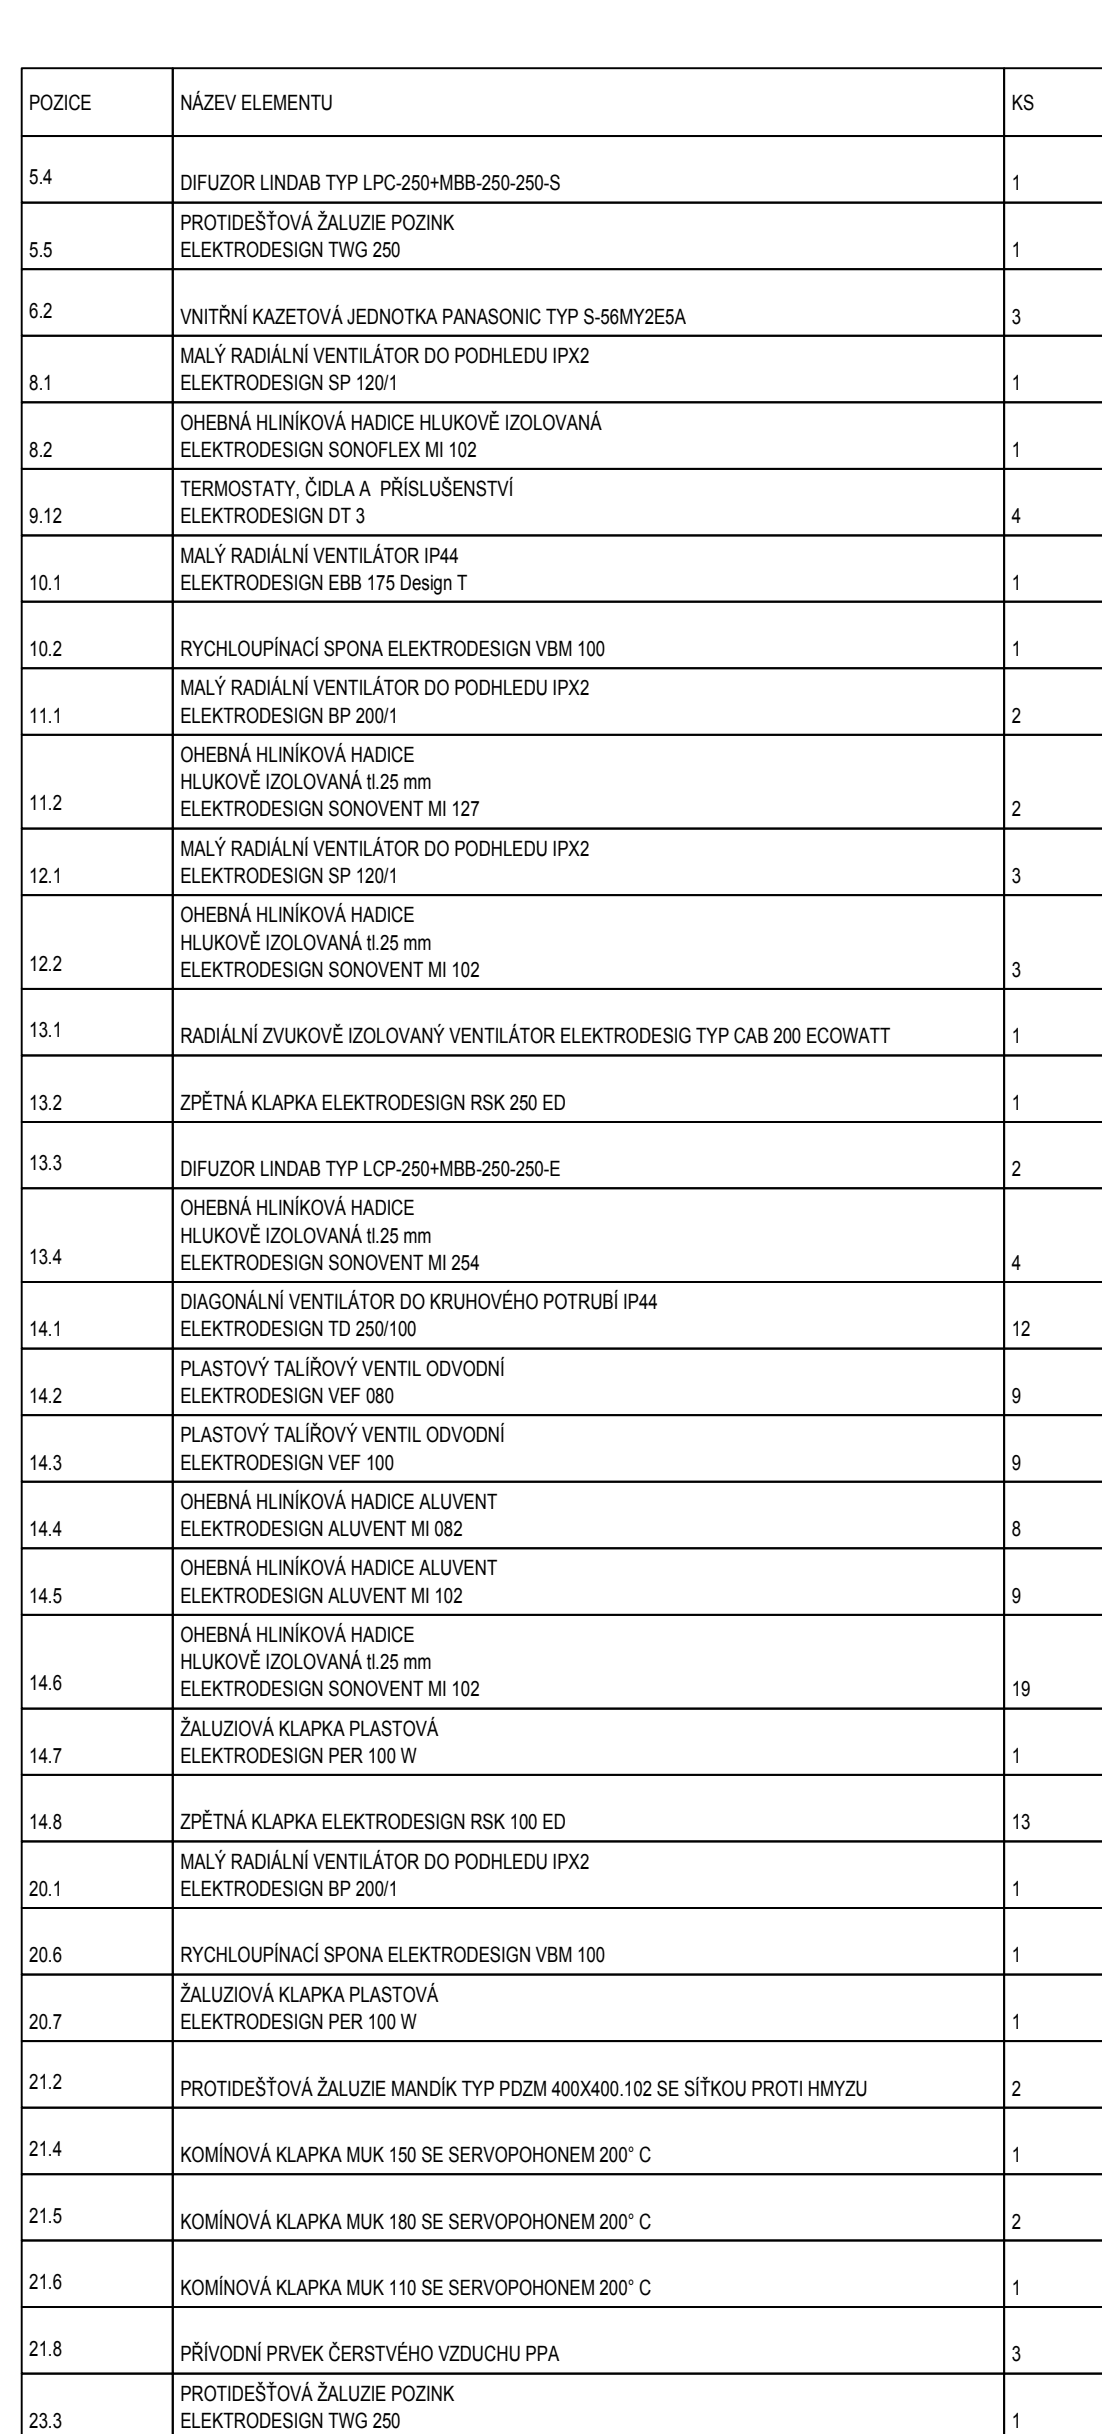 POZICE NÁZEV ELEMENTU KS
5.4 DIFUZOR LINDAB TYP LPC-250+MBB-250-250-S 1
PROTIDEŠŤOVÁ ŽALUZIE POZINK
5.5 ELEKTRODESIGN TWG 250 1
6.2 VNITŘNÍ KAZETOVÁ JEDNOTKA PANASONIC TYP S-56MY2E5A 3
MALÝ RADIÁLNÍ VENTILÁTOR DO PODHLEDU IPX2
8.1 ELEKTRODESIGN SP 120/1 1
OHEBNÁ HLINÍKOVÁ HADICE HLUKOVĚ IZOLOVANÁ
8.2 ELEKTRODESIGN SONOFLEX MI 102 1
TERMOSTATY, ČIDLA A PŘÍSLUŠENSTVÍ
9.12 ELEKTRODESIGN DT 3 4
MALÝ RADIÁLNÍ VENTILÁTOR IP44
10.1 ELEKTRODESIGN EBB 175 Design T 1
10.2 RYCHLOUPÍNACÍ SPONA ELEKTRODESIGN VBM 100 1
MALÝ RADIÁLNÍ VENTILÁTOR DO PODHLEDU IPX2
11.1 ELEKTRODESIGN BP 200/1 2
OHEBNÁ HLINÍKOVÁ HADICE
HLUKOVĚ IZOLOVANÁ tl.25 mm
11.2 ELEKTRODESIGN SONOVENT MI 127 2
MALÝ RADIÁLNÍ VENTILÁTOR DO PODHLEDU IPX2
12.1 ELEKTRODESIGN SP 120/1 3
OHEBNÁ HLINÍKOVÁ HADICE
HLUKOVĚ IZOLOVANÁ tl.25 mm
12.2 ELEKTRODESIGN SONOVENT MI 102 3
13.1 RADIÁLNÍ ZVUKOVĚ IZOLOVANÝ VENTILÁTOR ELEKTRODESIG TYP CAB 200 ECOWATT 1
13.2 ZPĚTNÁ KLAPKA ELEKTRODESIGN RSK 250 ED 1
13.3 DIFUZOR LINDAB TYP LCP-250+MBB-250-250-E 2
OHEBNÁ HLINÍKOVÁ HADICE
HLUKOVĚ IZOLOVANÁ tl.25 mm
13.4 ELEKTRODESIGN SONOVENT MI 254 4
DIAGONÁLNÍ VENTILÁTOR DO KRUHOVÉHO POTRUBÍ IP44
14.1 ELEKTRODESIGN TD 250/100 12
PLASTOVÝ TALÍŘOVÝ VENTIL ODVODNÍ
14.2 ELEKTRODESIGN VEF 080 9
PLASTOVÝ TALÍŘOVÝ VENTIL ODVODNÍ
14.3 ELEKTRODESIGN VEF 100 9
OHEBNÁ HLINÍKOVÁ HADICE ALUVENT
14.4 ELEKTRODESIGN ALUVENT MI 082 8
OHEBNÁ HLINÍKOVÁ HADICE ALUVENT
14.5 ELEKTRODESIGN ALUVENT MI 102 9
OHEBNÁ HLINÍKOVÁ HADICE
HLUKOVĚ IZOLOVANÁ tl.25 mm
14.6 ELEKTRODESIGN SONOVENT MI 102 19
ŽALUZIOVÁ KLAPKA PLASTOVÁ
14.7 ELEKTRODESIGN PER 100 W 1
14.8 ZPĚTNÁ KLAPKA ELEKTRODESIGN RSK 100 ED 13
MALÝ RADIÁLNÍ VENTILÁTOR DO PODHLEDU IPX2
20.1 ELEKTRODESIGN BP 200/1 1
20.6 RYCHLOUPÍNACÍ SPONA ELEKTRODESIGN VBM 100 1
ŽALUZIOVÁ KLAPKA PLASTOVÁ
20.7 ELEKTRODESIGN PER 100 W 1
21.2 PROTIDEŠŤOVÁ ŽALUZIE MANDÍK TYP PDZM 400X400.102 SE SÍŤKOU PROTI HMYZU 2
21.4 KOMÍNOVÁ KLAPKA MUK 150 SE SERVOPOHONEM 200° C 1
21.5 KOMÍNOVÁ KLAPKA MUK 180 SE SERVOPOHONEM 200° C 2
21.6 KOMÍNOVÁ KLAPKA MUK 110 SE SERVOPOHONEM 200° C 1
21.8 PŘÍVODNÍ PRVEK ČERSTVÉHO VZDUCHU PPA 3
PROTIDEŠŤOVÁ ŽALUZIE POZINK
23.3 ELEKTRODESIGN TWG 250 1